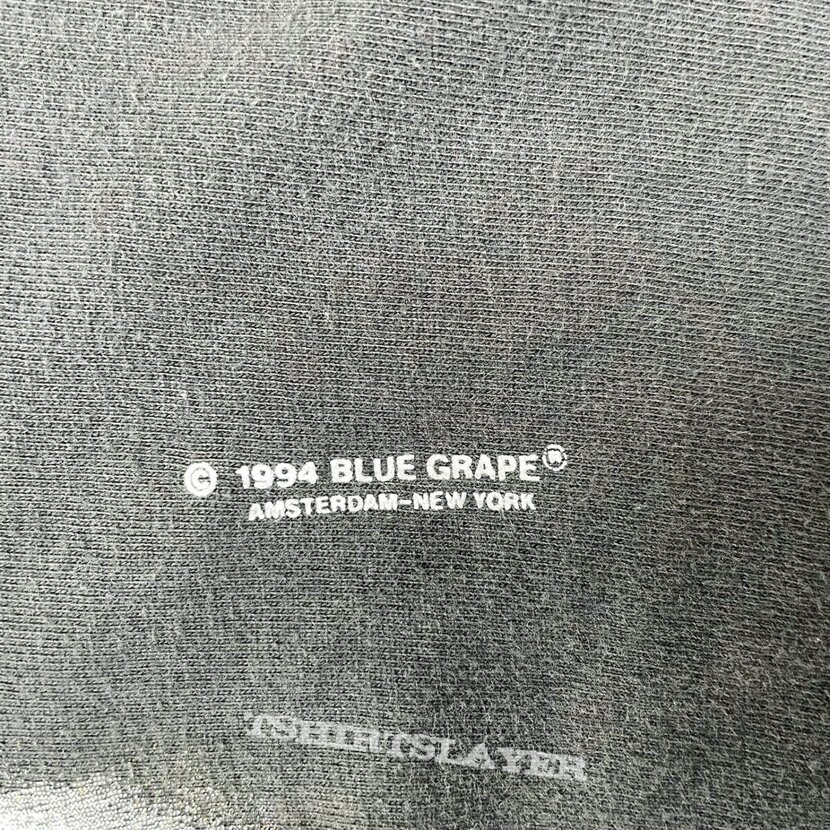 © 1994 BLUE GRAPE®
AMSTERDAM-NEW YORK
TSHIRTSLAYER